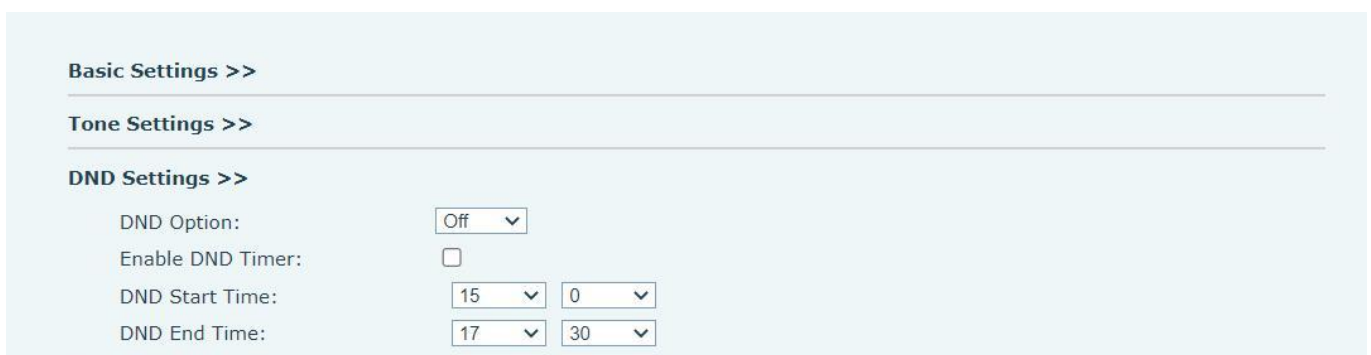 Basic Settings >>
Tone Settings >>
DND Settings >>
DND Option: Off
Enable DND Timer:
DND Start Time: 15 0
DND End Time: 17 30